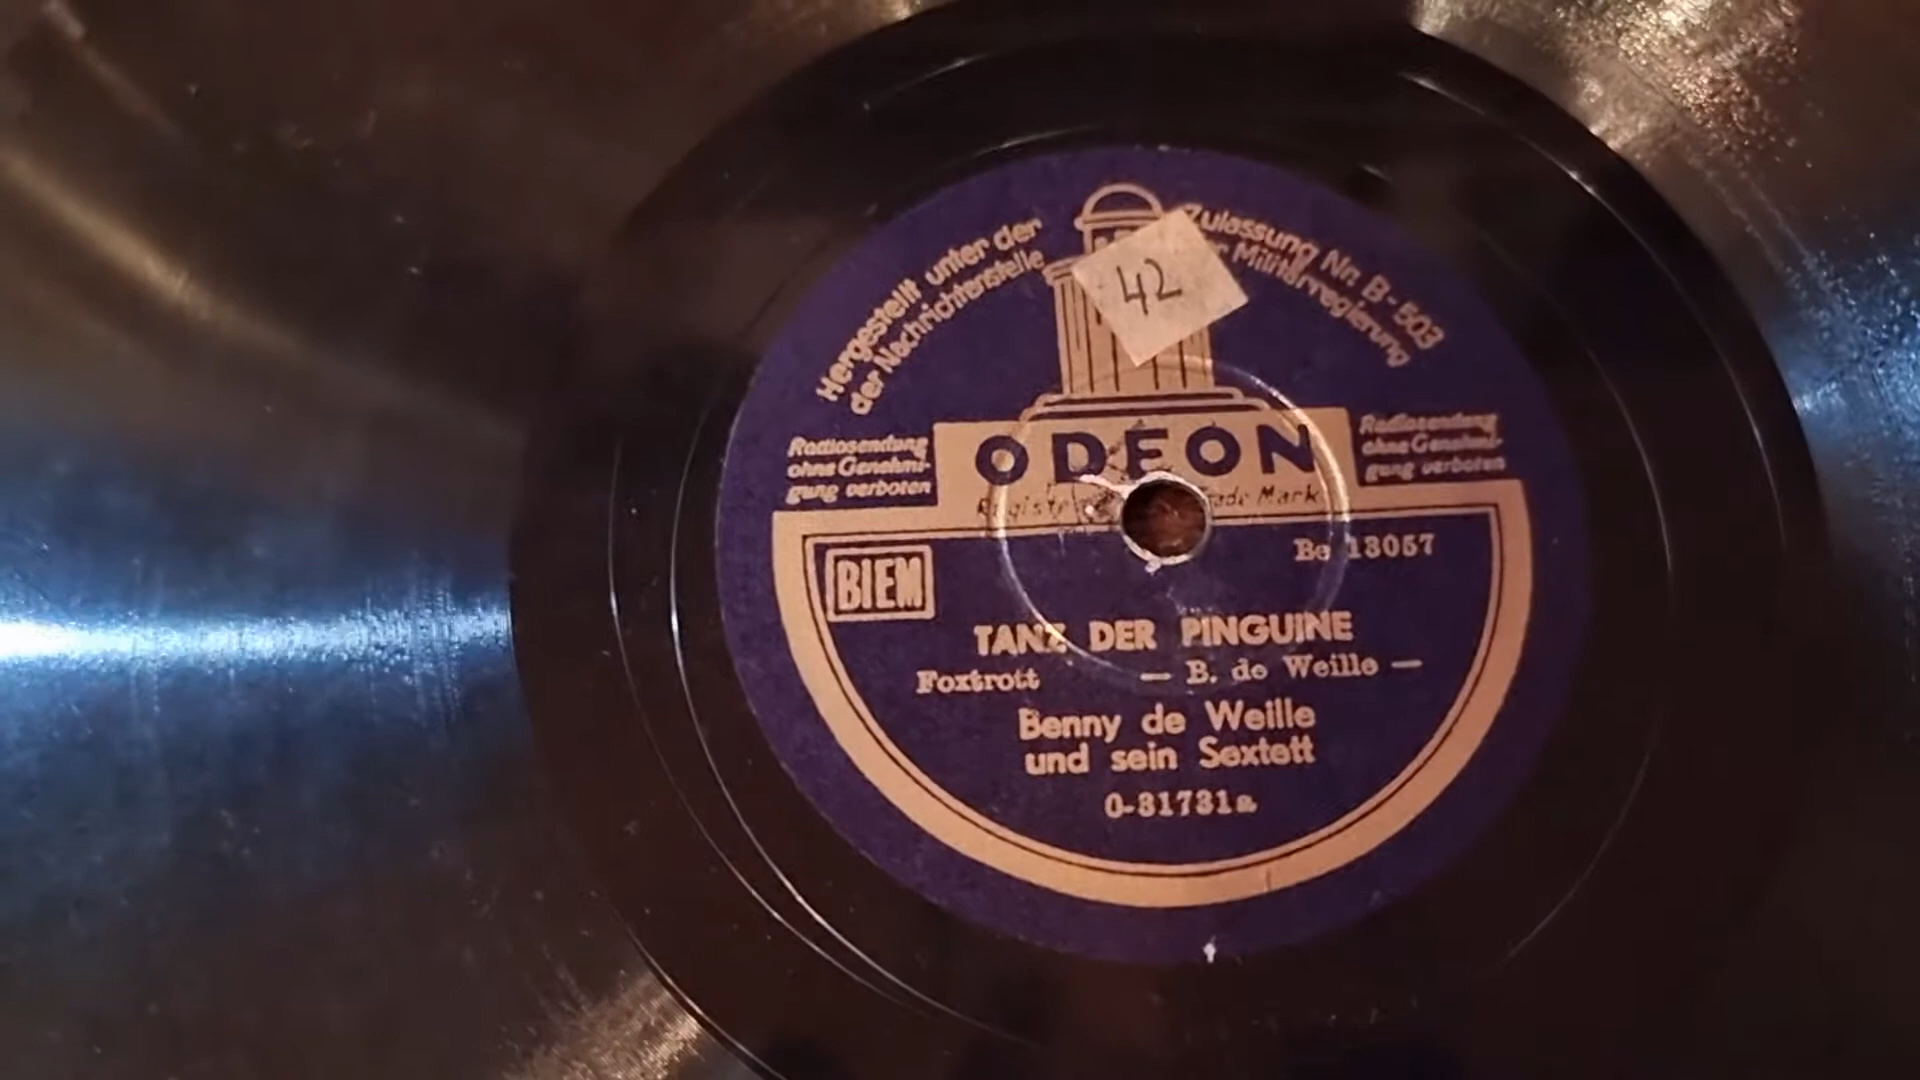 Hergestellt unter der
der Nachrichtenstelle
Zulassung Nr. B-503
Militärregierung
42
Radiosendung
ohne Genehmi-
gung verboten
ODEON
Radiosendung
ohne Genehmi-
gung verboten
Mark
BIEM
Be 13057
TANZ DER PINGUINE
Foxtrott — B. de Weille —
Benny de Weille
und sein Sextett
O-31731a